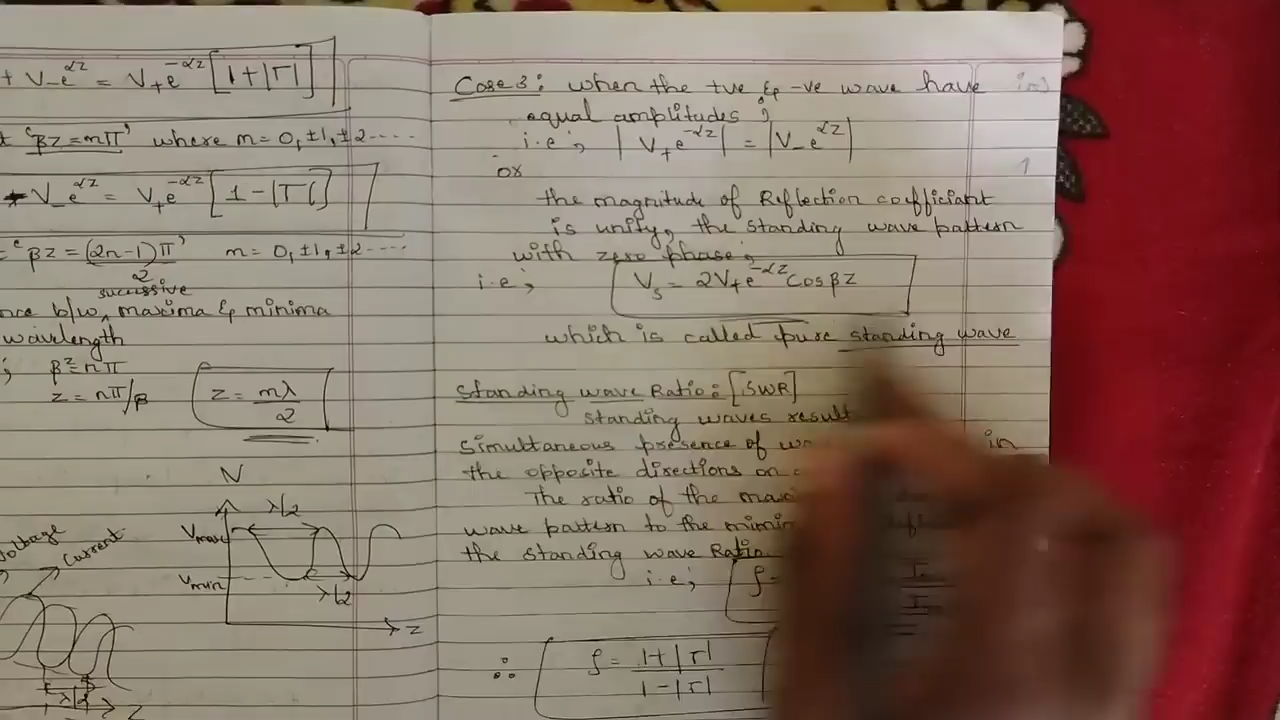 + V₋e^{αz} = V₊e^{-αz} [1+|Γ|]
βz = mπ' where m = 0, ±1, ±2 ....
V₋e^{αz} = V₊e^{-αz} [1-|Γ|]
= 'βz = (2n-1)π' m = 0, ±1, ±2 ....
2
successive
b/w maxima & minima
wavelength
; βz = nπ
z = nπ/β
z = mλ/2
Voltage
Current
λ/2
z
V
Vmax
λ/2
Vmin
λ/2
z
Case 3: when the +ve & -ve wave have
equal amplitudes;
i.e; |V₊e^{-αz}| = |V₋e^{αz}|
or
the magnitude of Reflection coefficiant
is unity, the standing wave pattern
with zero phase;
i.e; Vs = 2V₊e^{-αz} Cosβz
which is called pure standing wave
Standing wave Ratio: [SWR]
standing waves result
simultaneous presence of in
the opposite directions on
The ratio of the
wave pattern to the
the standing wave Ratio
i.e; ρ =
∴ ρ = 1+|Γ| / 1-|Γ|